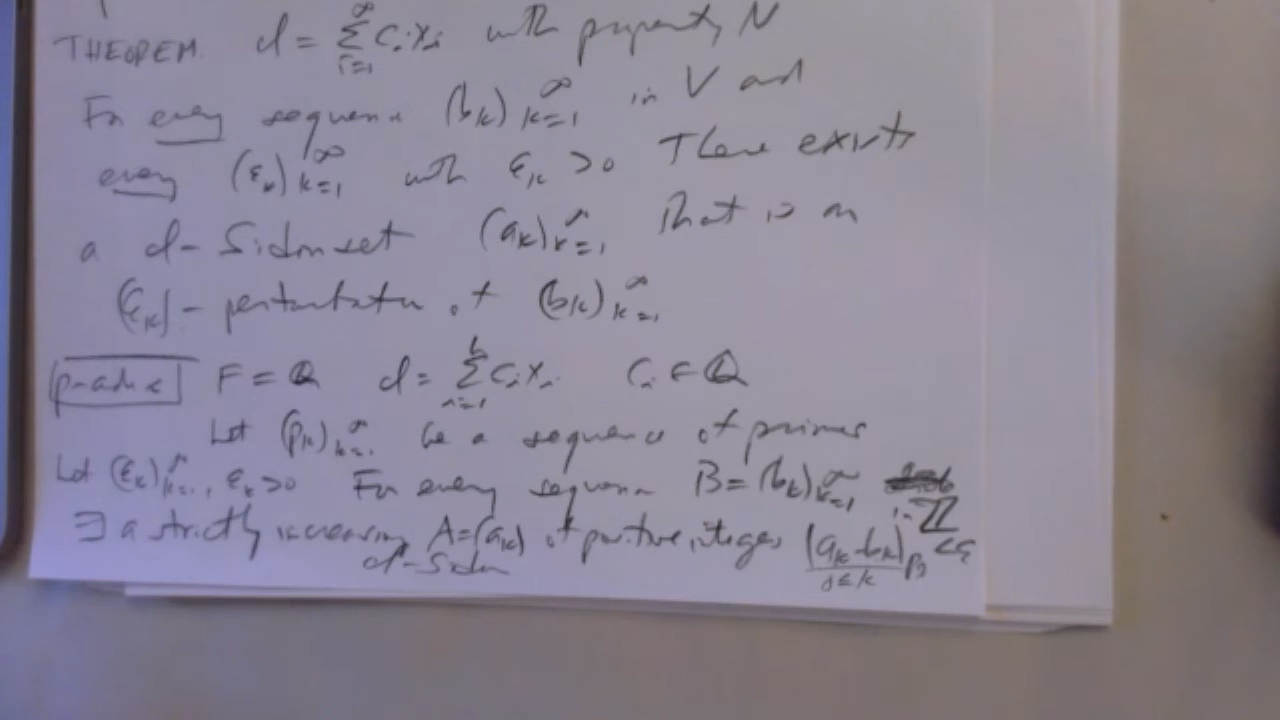 THEOREM. φ = ∑_{i=1}^{∞} c_i x_i with property N
For every sequence (b_k)_{k=1}^{∞} in V and
every (ε_k)_{k=1}^{∞} with ε_k > 0 There exists
a φ-Sidon set (a_k)_{k=1}^{∞} That is an
(ε_k)-perturbation of (b_k)_{k=1}^{∞}
p-adic F = Q φ = ∑_{i=1}^{h} c_i x_i c_i ∈ Q
Let (p_k)_{k=1}^{∞} be a sequence of primes
Let (ε_k)_{k=1}^{∞}, ε_k > 0 For every sequence B = (b_k)_{k=1}^{∞} in Z
∃ a strictly increasing A = (a_k) of positive integers |a_k - b_k|_{p_j} < ε
φ-Sidon j ≤ k